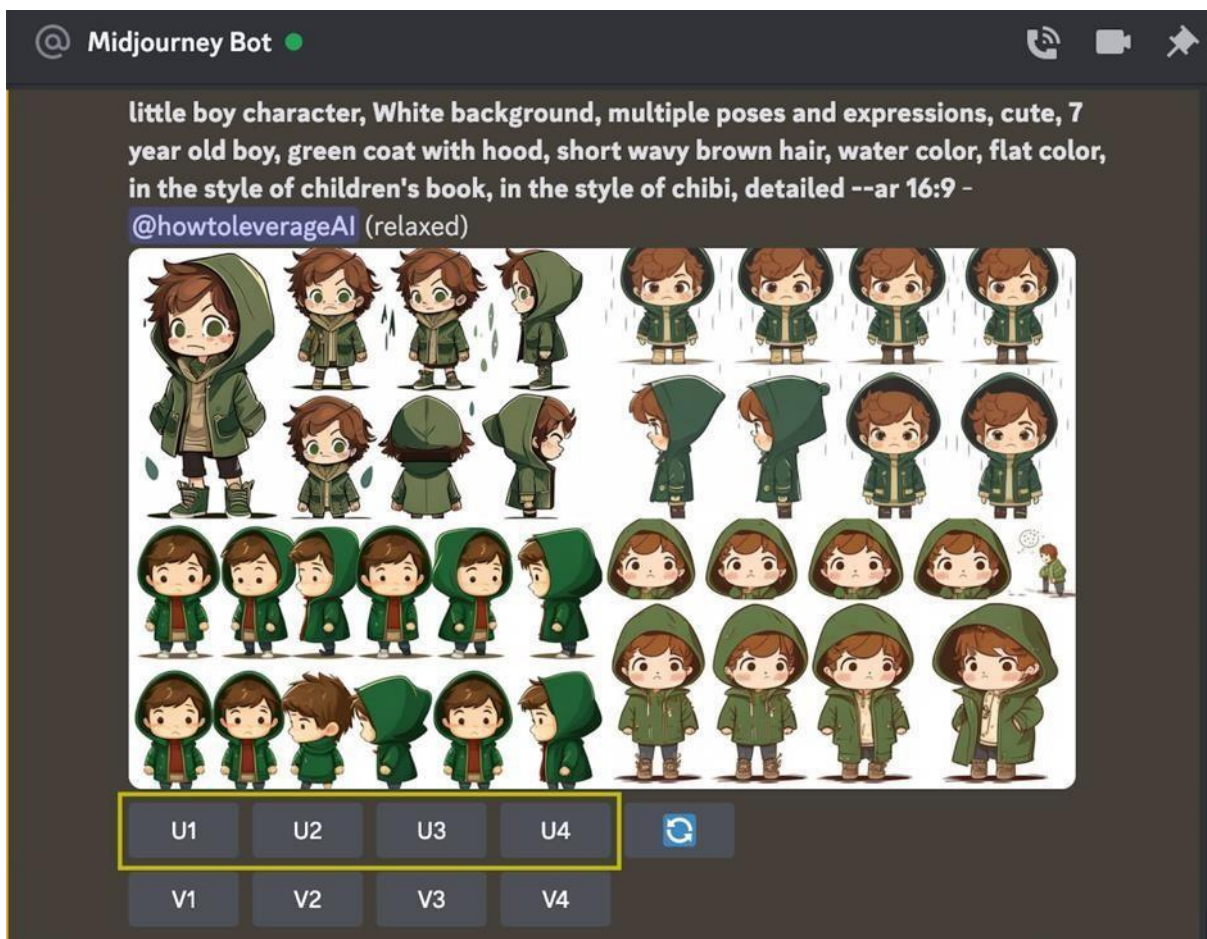 Midjourney Bot
little boy character, White background, multiple poses and expressions, cute, 7
year old boy, green coat with hood, short wavy brown hair, water color, flat color,
in the style of children's book, in the style of chibi, detailed --ar 16:9 -
@howtoleverageAI (relaxed)
U1 U2 U3 U4
V1 V2 V3 V4